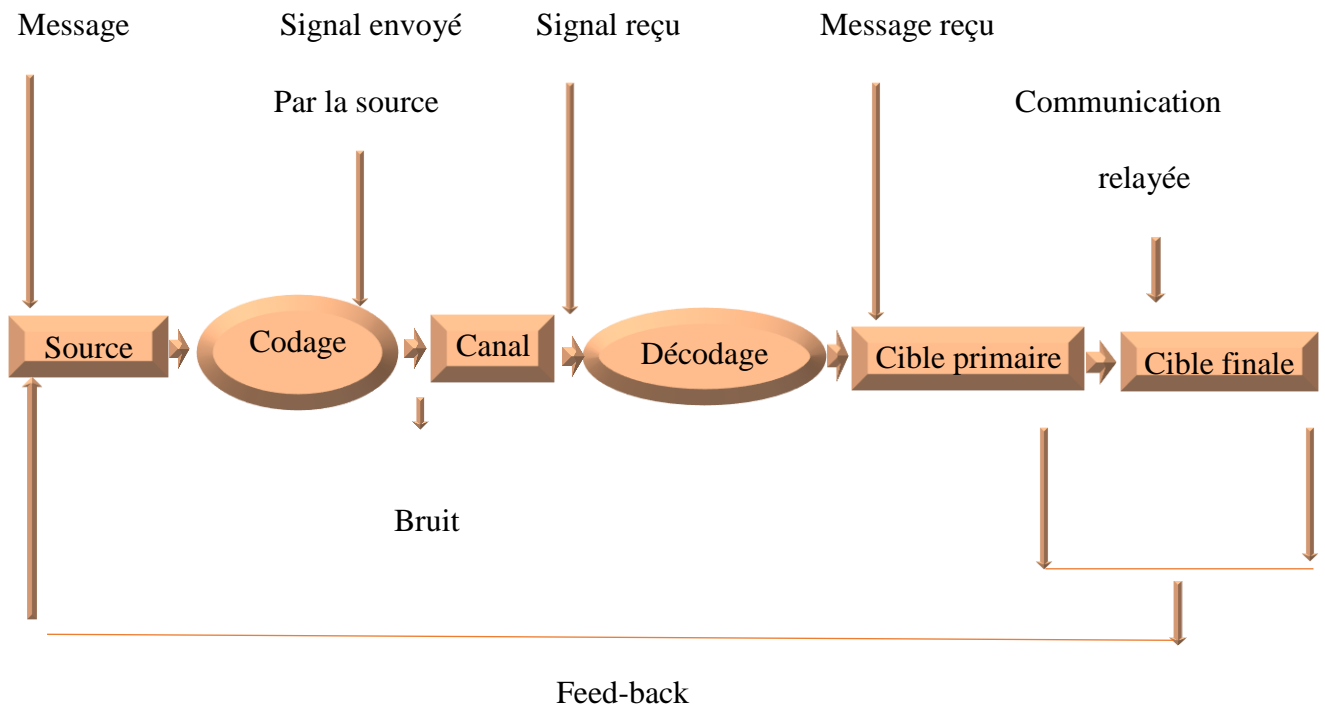 Message
Signal envoyé
Signal reçu
Message reçu
Par la source
Communication
relayée
Source
Codage
Canal
Décodage
Cible primaire
Cible finale
Bruit
Feed-back